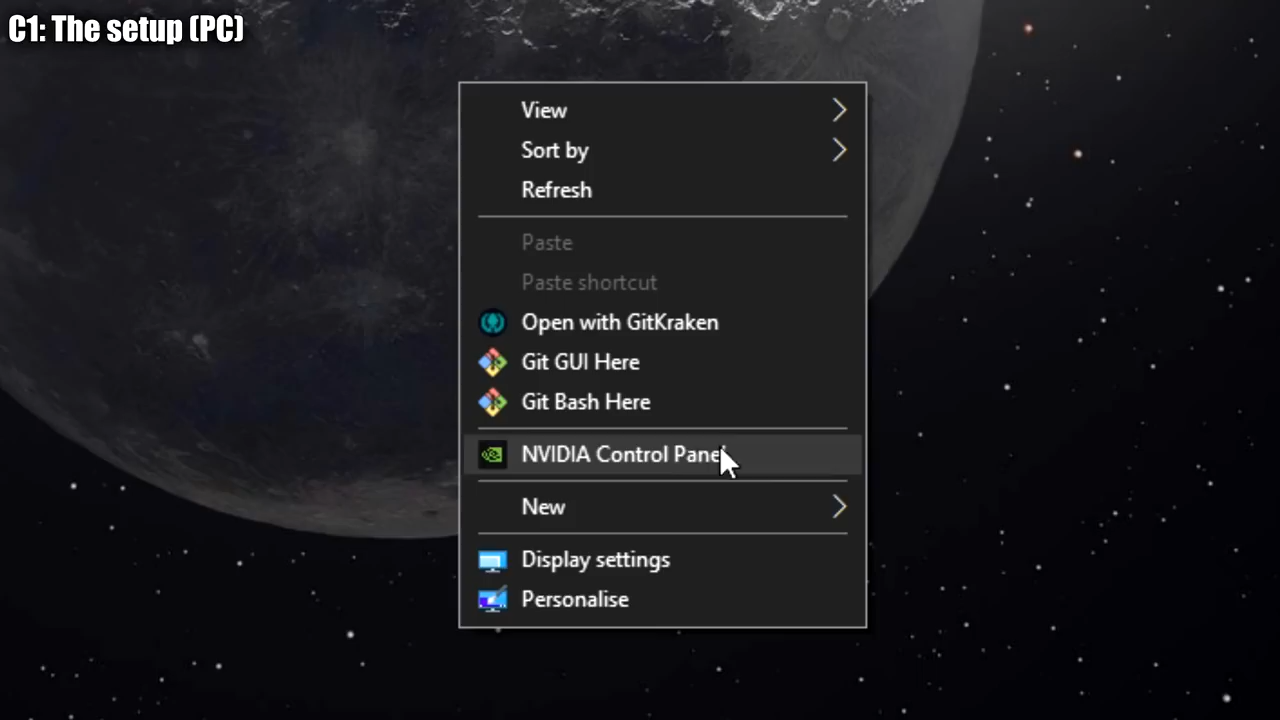 C1: The setup (PC)
View
Sort by
Refresh
Paste
Paste shortcut
Open with GitKraken
Git GUI Here
Git Bash Here
NVIDIA Control Panel
New
Display settings
Personalise